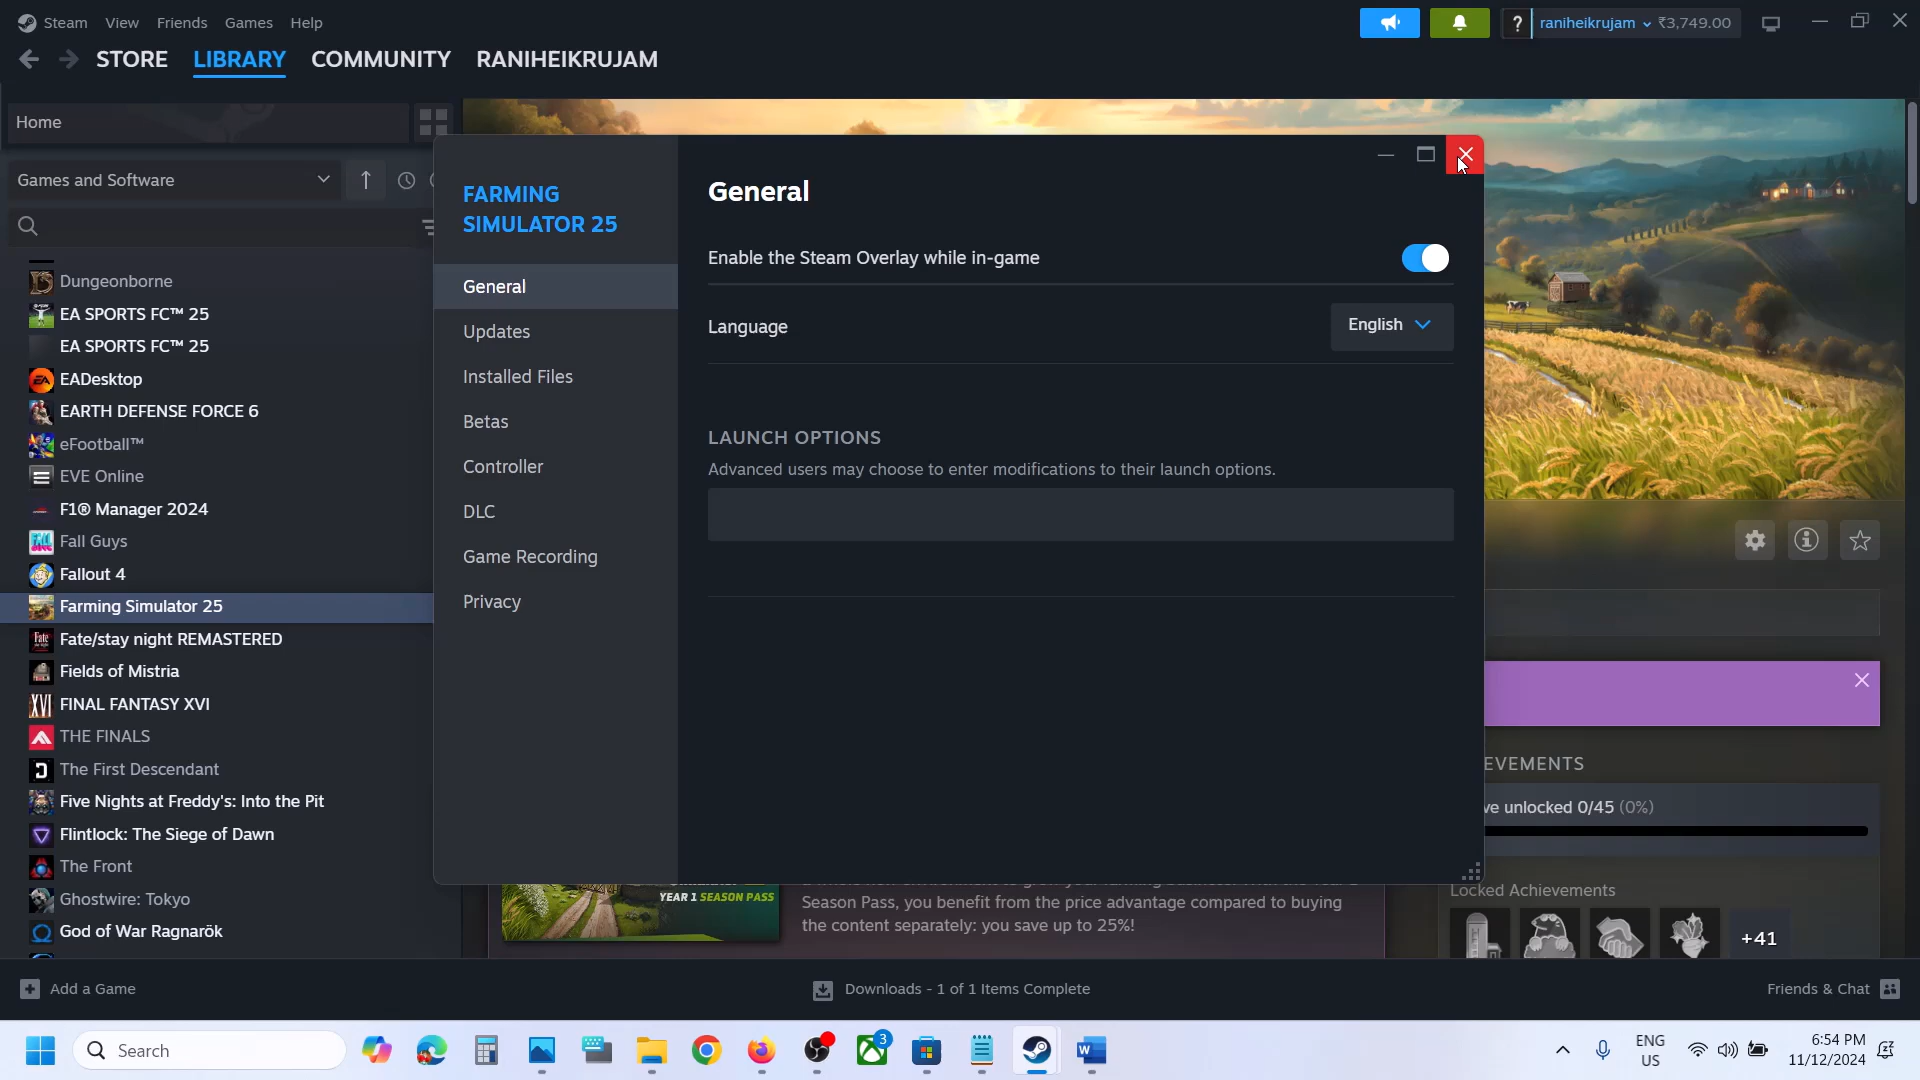 Steam View Friends Games Help
? raniheikrujam ₹3,749.00
STORE LIBRARY COMMUNITY RANIHEIKRUJAM
Home
Games and Software
Dungeonborne
EA SPORTS FC™ 25
EA SPORTS FC™ 25
EADesktop
EARTH DEFENSE FORCE 6
eFootball™
EVE Online
F1® Manager 2024
Fall Guys
Fallout 4
Farming Simulator 25
Fate/stay night REMASTERED
Fields of Mistria
FINAL FANTASY XVI
THE FINALS
The First Descendant
Five Nights at Freddy's: Into the Pit
Flintlock: The Siege of Dawn
The Front
Ghostwire: Tokyo
God of War Ragnarök
FARMING
SIMULATOR 25
General
Updates
Installed Files
Betas
Controller
DLC
Game Recording
Privacy
General
Enable the Steam Overlay while in-game
Language
English
LAUNCH OPTIONS
Advanced users may choose to enter modifications to their launch options.
EVEMENTS
ve unlocked 0/45 (0%)
Locked Achievements
+41
YEAR 1 SEASON PASS
Season Pass, you benefit from the price advantage compared to buying
the content separately: you save up to 25%!
Add a Game
Downloads - 1 of 1 Items Complete
Friends & Chat
Search
3
ENG
US
6:54 PM
11/12/2024